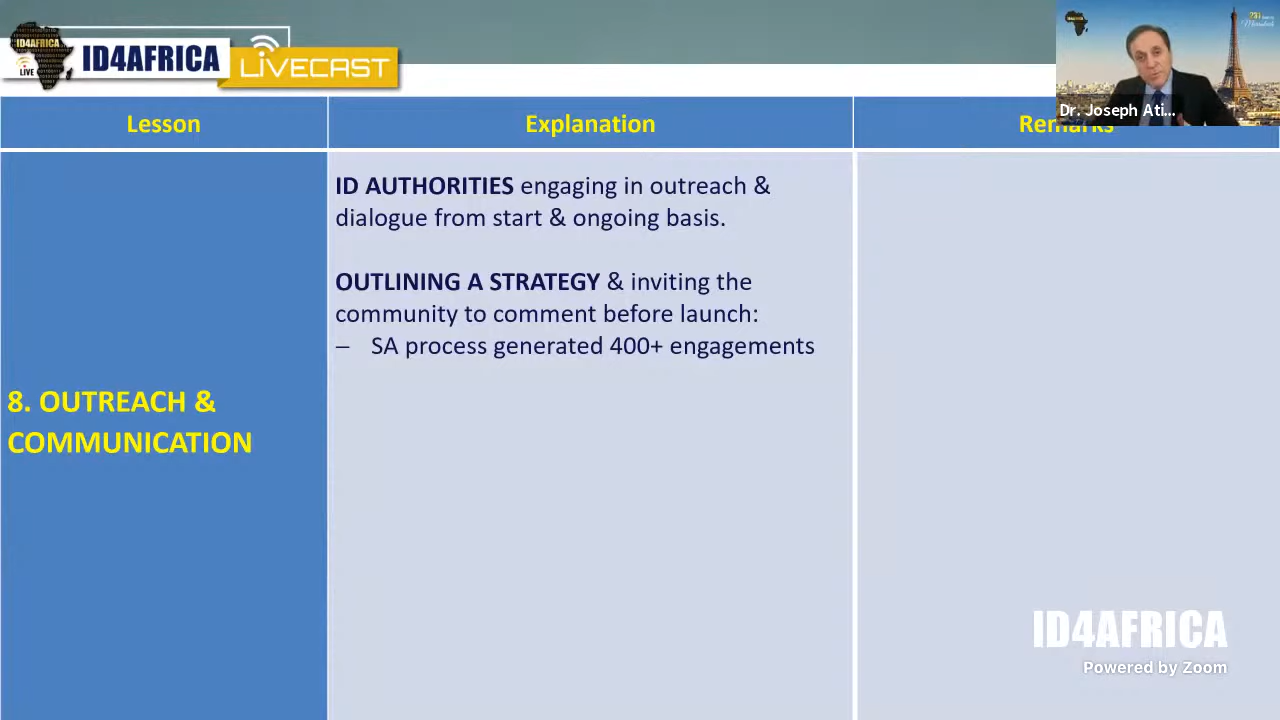 ID4AFRICA
LIVE
ID4AFRICA
LIVECAST
Dr. Joseph Ati...
Lesson
Explanation
Remarks
8. OUTREACH &
COMMUNICATION
ID AUTHORITIES engaging in outreach &
dialogue from start & ongoing basis.
OUTLINING A STRATEGY & inviting the
community to comment before launch:
– SA process generated 400+ engagements
ID4AFRICA
Powered by Zoom